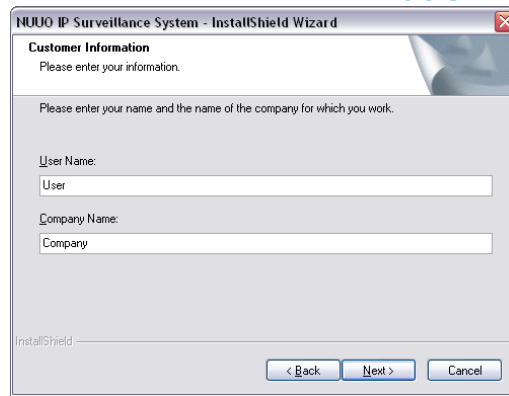 NUUO IP Surveillance System - InstallShield Wizard
Customer Information
Please enter your information.
Please enter your name and the name of the company for which you work.
User Name:
User
Company Name:
Company
InstallShield
< Back Next > Cancel